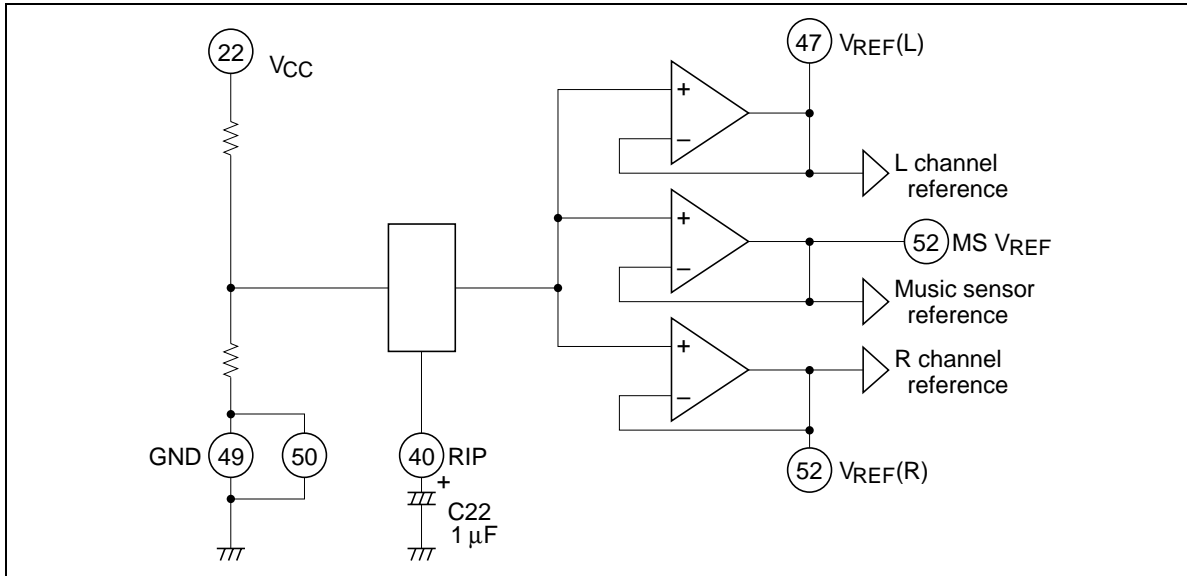 22 VCC
47 VREF(L)
+
−
L channel
reference
+
−
52 MS VREF
Music sensor
reference
+
−
R channel
reference
GND 49 50
40 RIP
+
C22
1 μF
52 VREF(R)